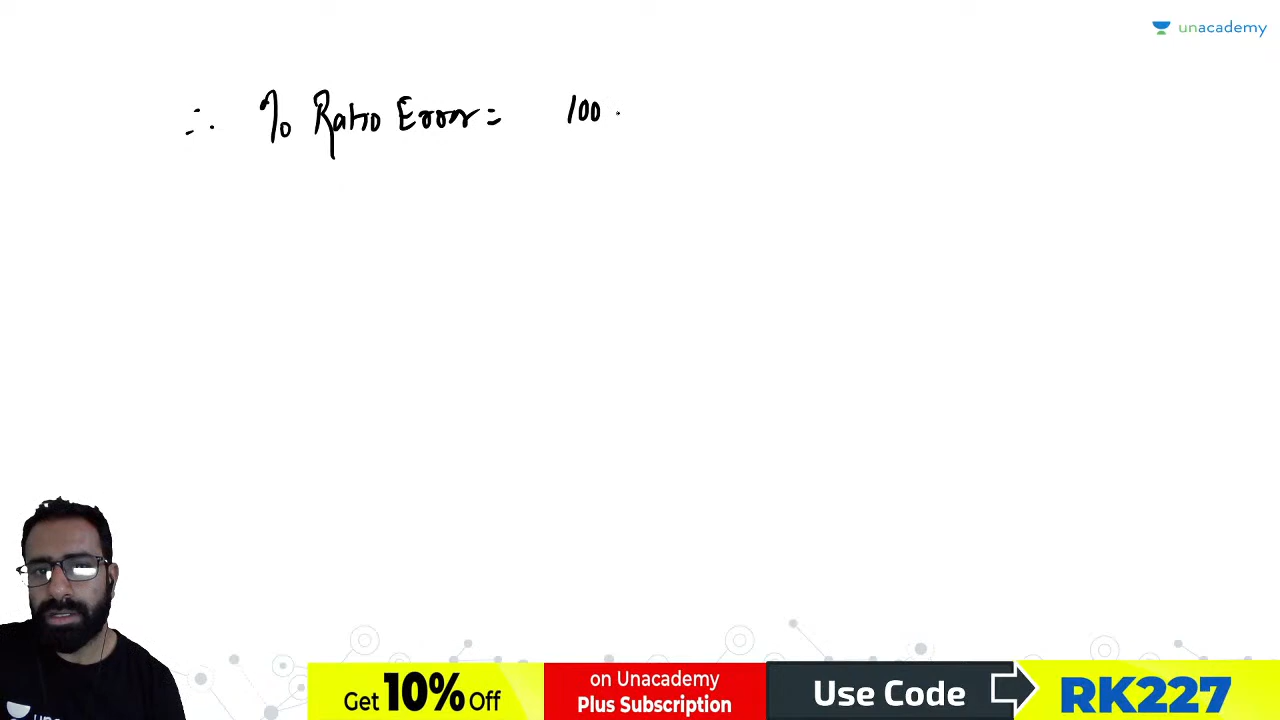 unacademy
∴ % Ratio Error = 100
Get 10% Off
on Unacademy
Plus Subscription
Use Code
RK227